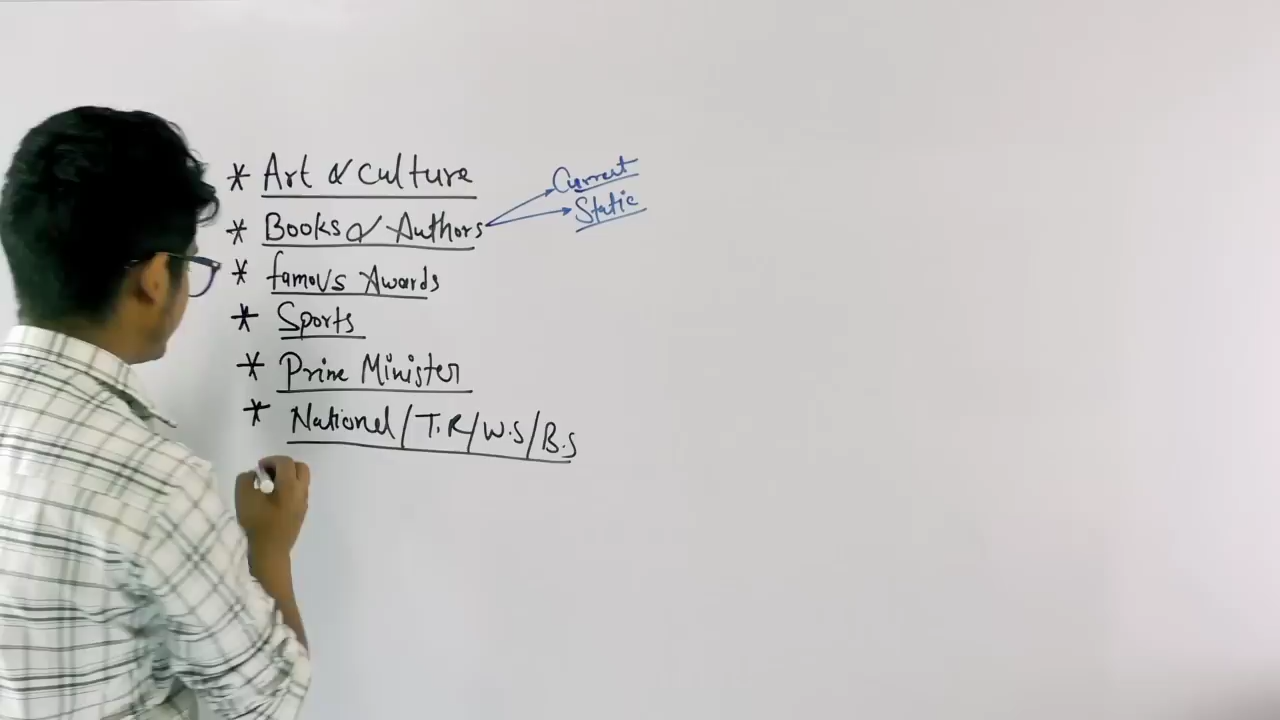 * Art & Culture
Current
* Books & Authors
Static
* famous Awards
* Sports
* Prime Minister
* National/T.R/W.S/B.S